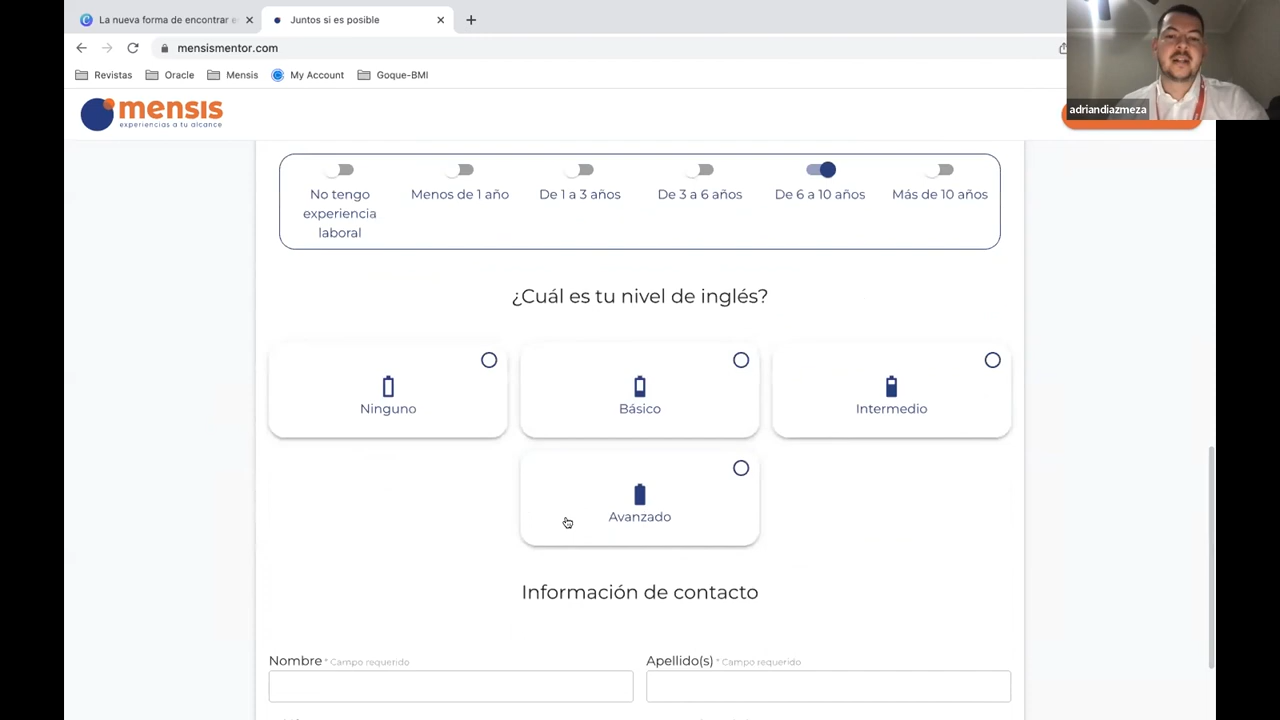 La nueva forma de encontrar e
Juntos si es posible
mensismentor.com
Revistas
Oracle
Mensis
My Account
Goque-BMI
adriandiazmeza
mensis
experiencias a tu alcance
No tengo
experiencia
laboral
Menos de 1 año
De 1 a 3 años
De 3 a 6 años
De 6 a 10 años
Más de 10 años
¿Cuál es tu nivel de inglés?
Ninguno
Básico
Intermedio
Avanzado
Información de contacto
Nombre * Campo requerido
Apellido(s) * Campo requerido